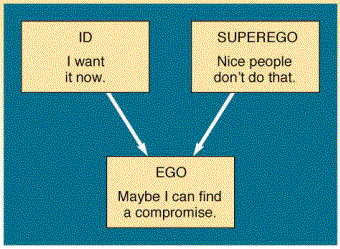 ID
I want
it now.
SUPEREGO
Nice people
don't do that.
EGO
Maybe I can find
a compromise.